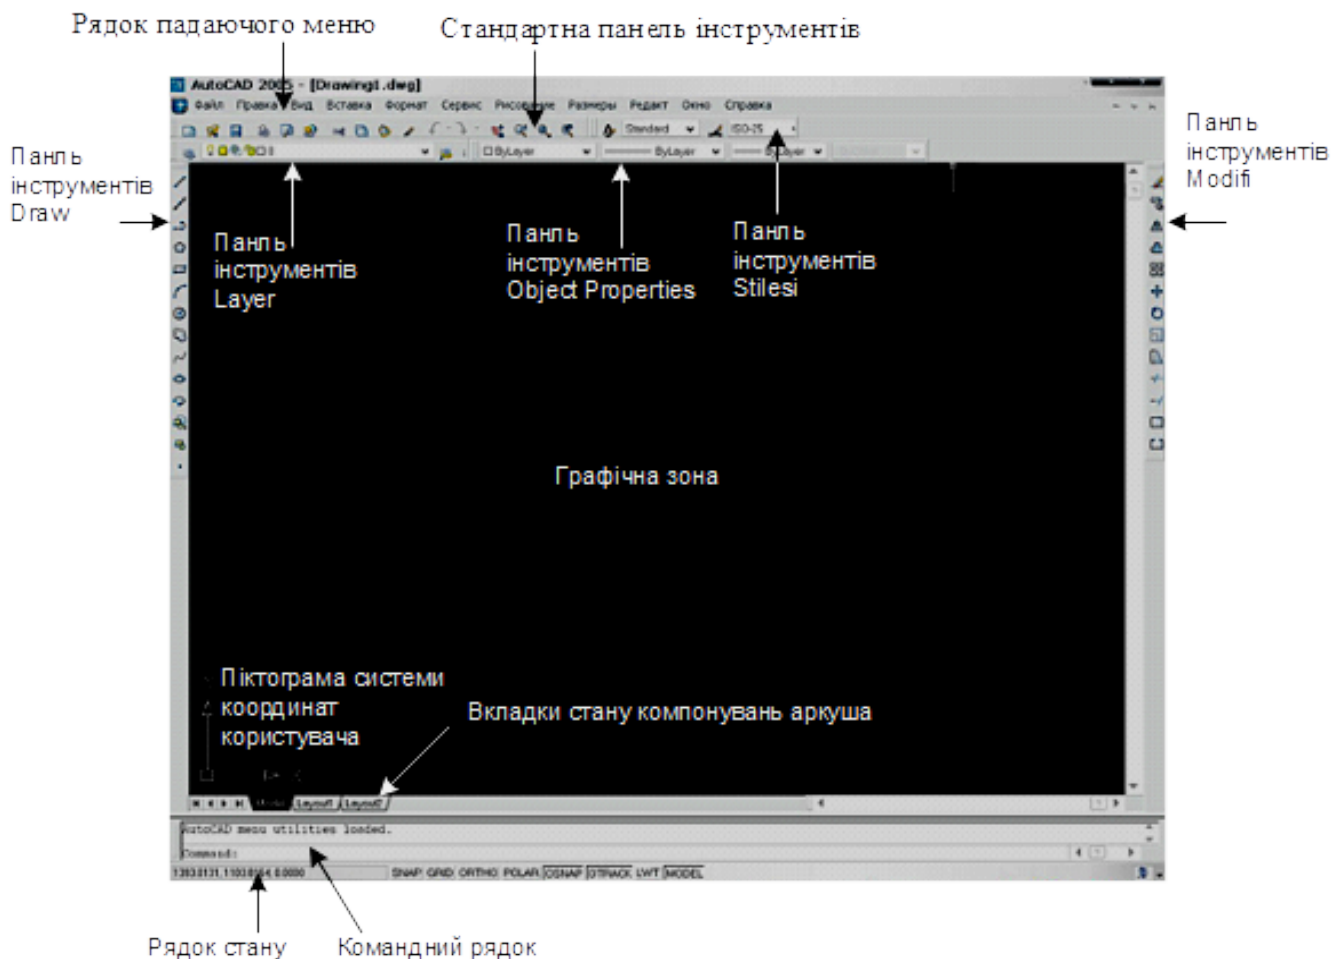 Рядок падаючого меню
Стандартна панель інструментів
AutoCAD 2005 - [Drawing1.dwg]
Файл Правка Вид Вставка Формат Сервис Рисование Размеры Редакт Окно Справка
Standard ISO-25
0 ByLayer ByLayer ByLayer
Панль
інструментів
Draw
Панль
інструментів
Modifi
Панль
інструментів
Layer
Панль
інструментів
Object Properties
Панль
інструментів
Stilesi
Графічна зона
Піктограма системи
координат
користувача
Вкладки стану компонувань аркуша
Model Layout1 Layout2
AutoCAD menu utilities loaded.
Command:
SNAP GRID ORTHO POLAR OSNAP OTRACK LWT MODEL
Рядок стану
Командний рядок